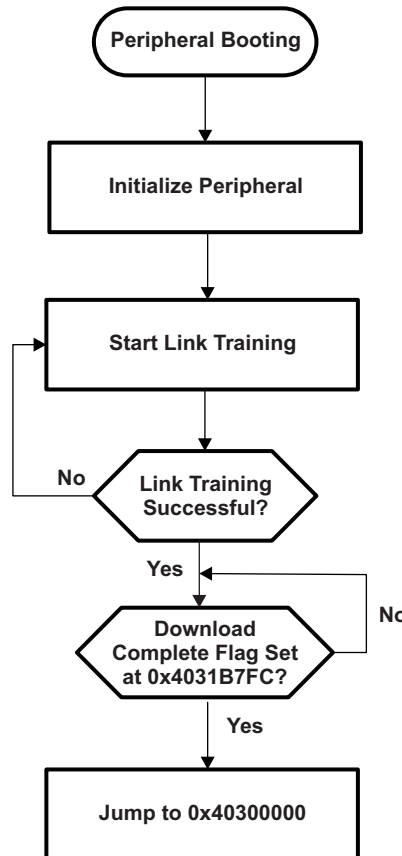 Peripheral Booting
Initialize Peripheral
Start Link Training
No
Link Training
Successful?
Yes
No
Download
Complete Flag Set
at 0x4031B7FC?
Yes
Jump to 0x40300000